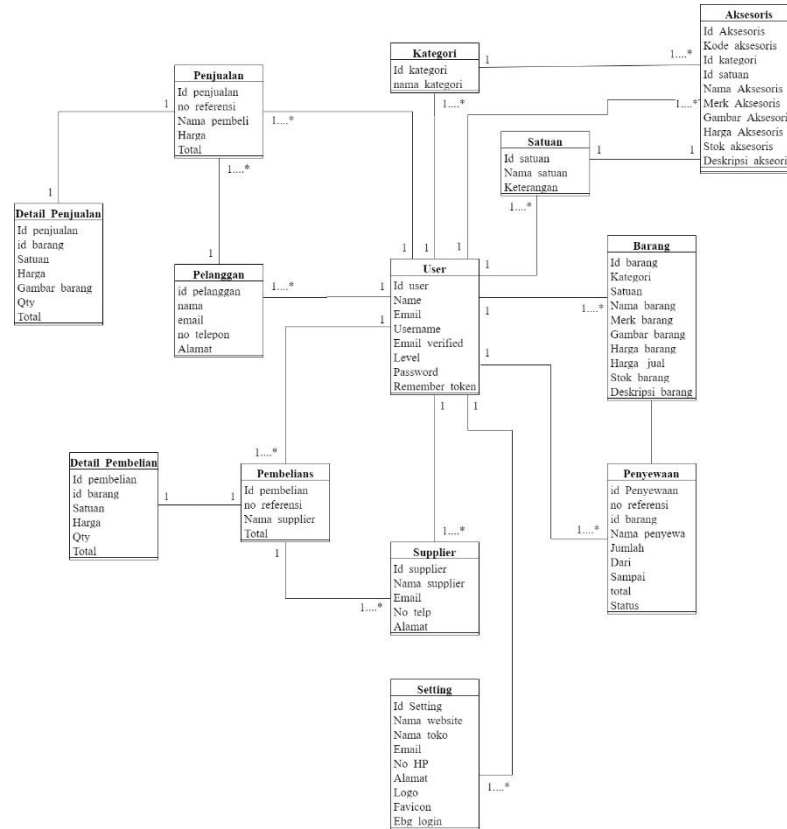 Aksesoris
Id Aksesoris
Kode aksesoris
Id kategori
Id satuan
Nama Aksesoris
Merk Aksesoris
Gambar Aksesoris
Harga Aksesoris
Stok aksesoris
Deskripsi akseori
Kategori
Id kategori
nama kategori
1
1....*
1....*
1....*
Penjualan
Id penjualan
no referensi
Nama pembeli
Harga
Total
1
1....*
1....*
Satuan
Id satuan
Nama satuan
Keterangan
1
1
1....*
1
Detail Penjualan
Id penjualan
id barang
Satuan
Harga
Gambar barang
Qty
Total
1
Pelanggan
id pelanggan
nama
email
no telepon
Alamat
1....*
1
1
1
1
1
User
Id user
Name
Email
Username
Email verified
Level
Password
Remember token
1
1
1
1
1
Barang
Id barang
Kategori
Satuan
Nama barang
Merk barang
Gambar barang
Harga barang
Harga jual
Stok barang
Deskripsi barang
1....*
Detail Pembelian
Id pembelian
id barang
Satuan
Harga
Qty
Total
1
1
1....*
Pembelians
Id pembelian
no referensi
Nama supplier
Total
1
1....*
1....*
Supplier
Id supplier
Nama supplier
Email
No telp
Alamat
Penyewaan
id Penyewaan
no referensi
id barang
Nama penyewa
Jumlah
Dari
Sampai
total
Status
1....*
Setting
Id Setting
Nama website
Nama toko
Email
No HP
Alamat
Logo
Favicon
Ebg login
1....*